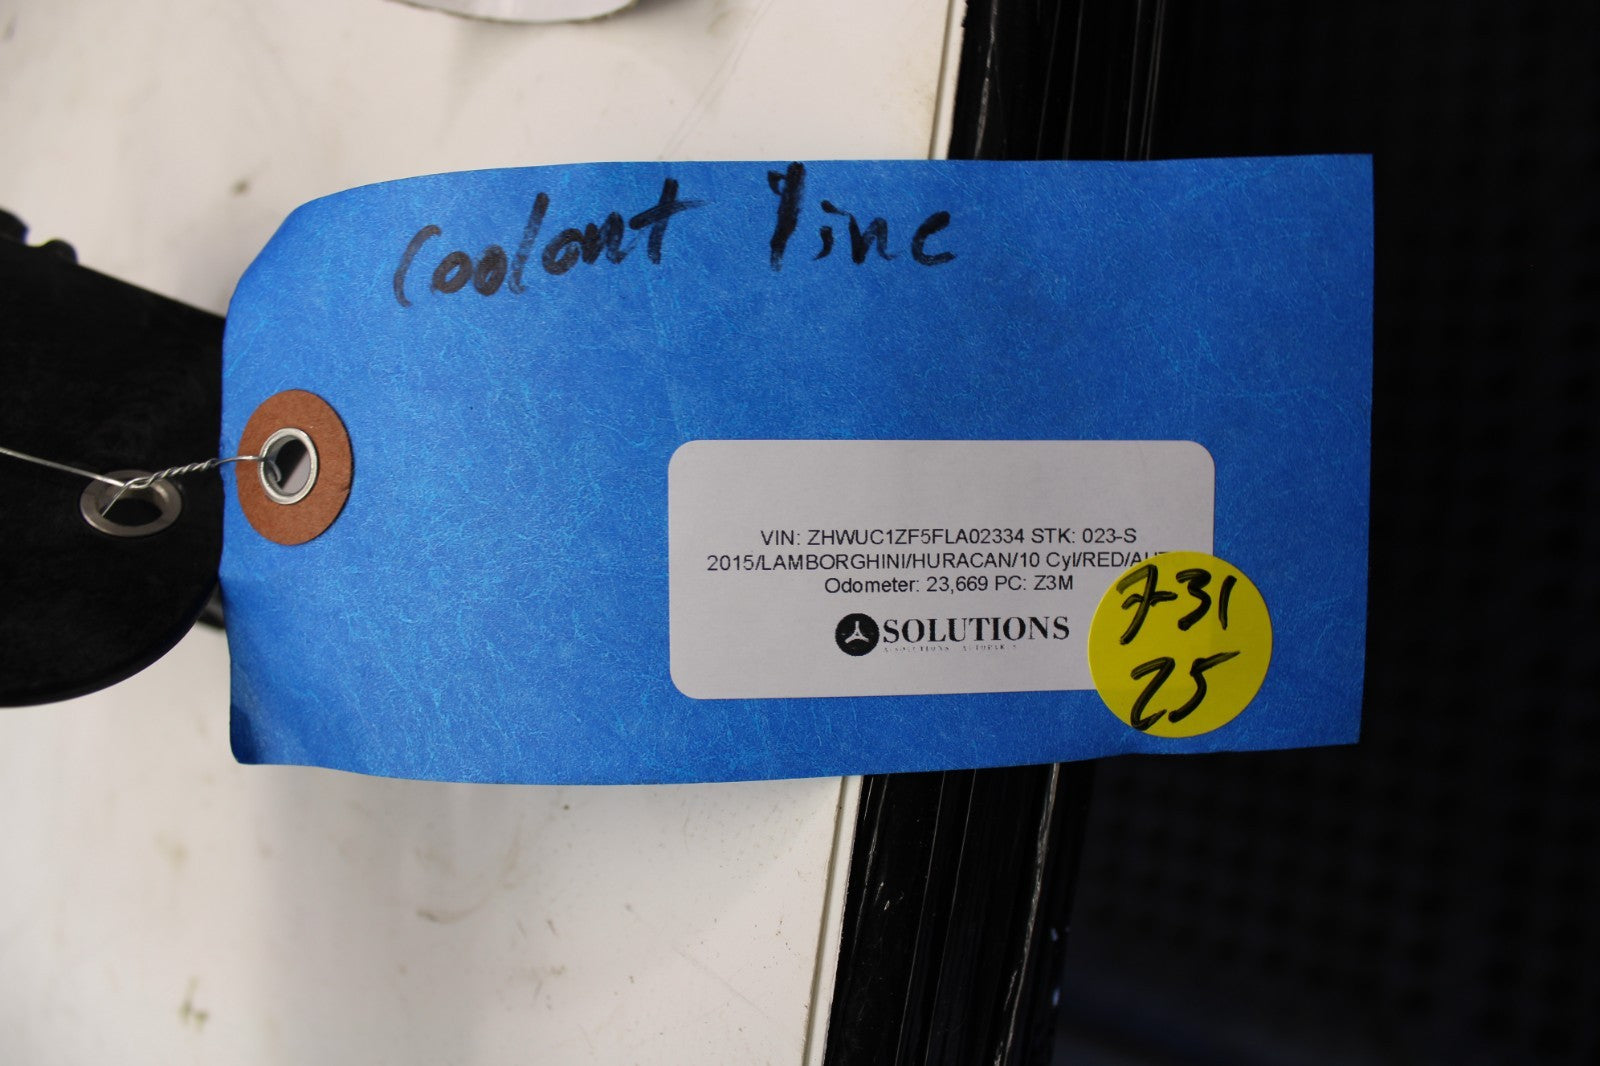 Coolant line
VIN: ZHWUC1ZF5FLA02334 STK: 023-S
2015/LAMBORGHINI/HURACAN/10 Cyl/RED/
Odometer: 23,669 PC: Z3M
SOLUTIONS
7-31
25